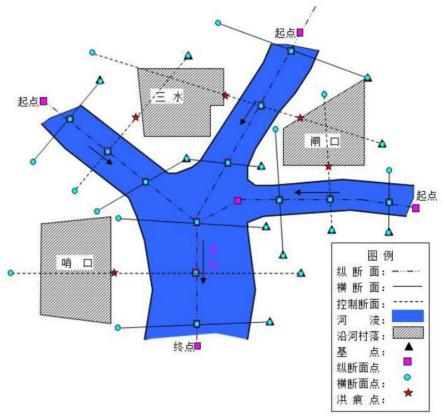 起点
起点
三 水
闸 口
起点
哨 口
终点
图 例
纵 断 面：
横 断 面：
控制断面：
河 流：
沿河村落：
基 点：
纵断面点：
横断面点：
洪 痕 点：